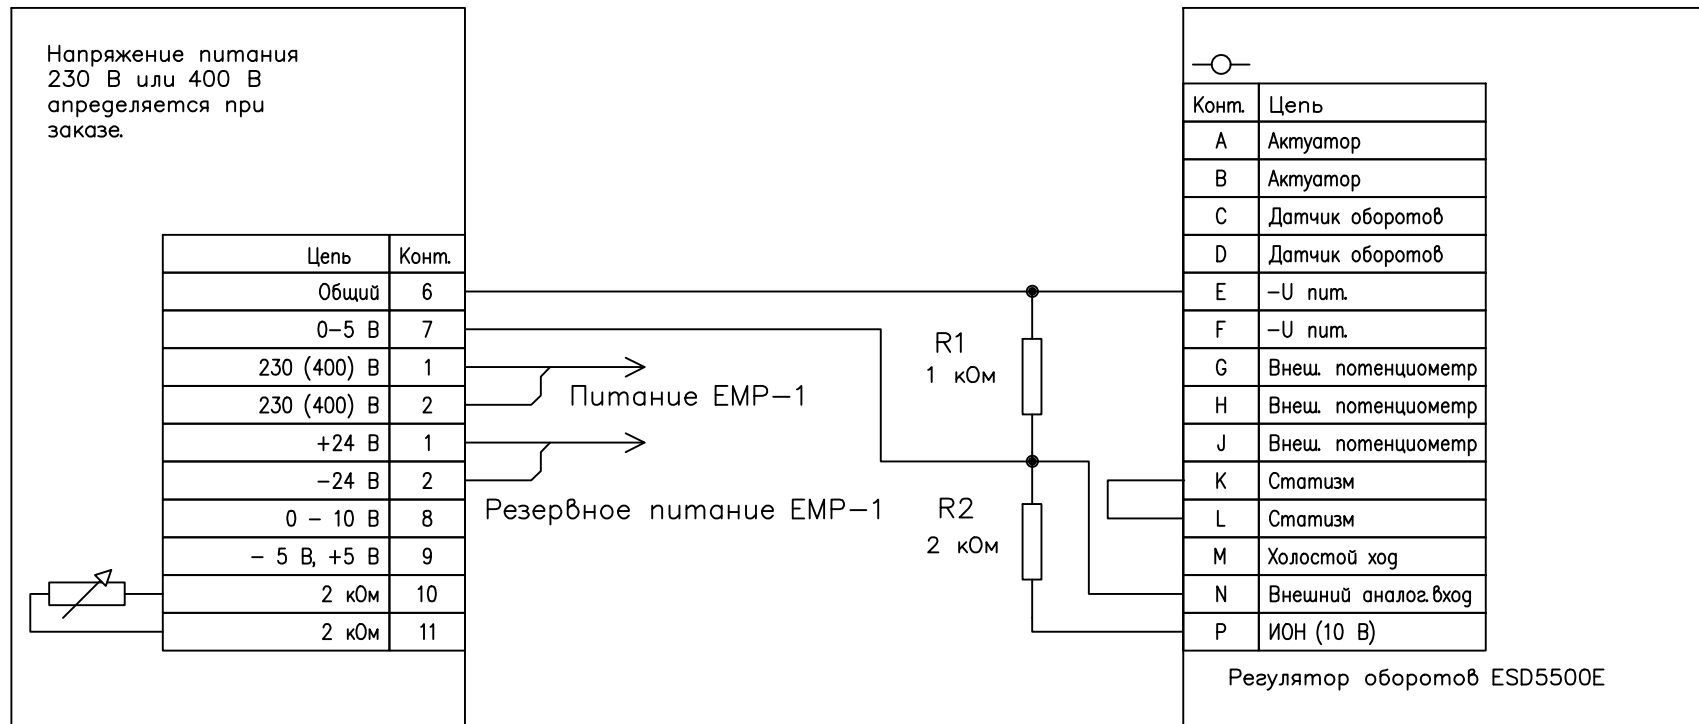 Напряжение питания
230 В или 400 В
апределяется при
заказе.
Цепь Конт.
Общий 6
0-5 В 7
230 (400) В 1
230 (400) В 2
+24 В 1
-24 В 2
0 - 10 В 8
- 5 В, +5 В 9
2 кОм 10
2 кОм 11
Питание EMP-1
Резервное питание EMP-1
R1
1 кОм
R2
2 кОм
Конт. Цепь
A Актуатор
B Актуатор
C Датчик оборотов
D Датчик оборотов
E -U пит.
F -U пит.
G Внеш. потенциометр
H Внеш. потенциометр
J Внеш. потенциометр
K Статизм
L Статизм
M Холостой ход
N Внешний аналог.вход
P ИОН (10 В)
Регулятор оборотов ESD5500E